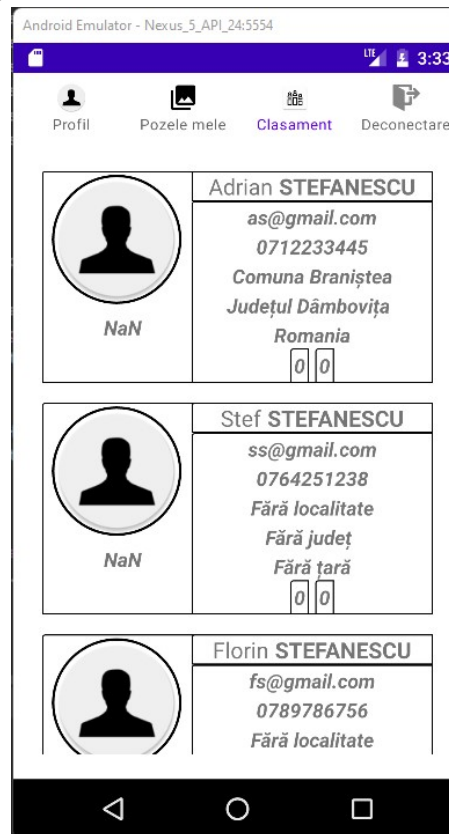 Android Emulator - Nexus_5_API_24:5554
LTE 3:33
Profil Pozele mele Clasament Deconectare
Adrian STEFANESCU
as@gmail.com
0712233445
Comuna Braniștea
Județul Dâmbovița
NaN
Romania
0 0
Stef STEFANESCU
ss@gmail.com
0764251238
Fără localitate
Fără județ
NaN
Fără țară
0 0
Florin STEFANESCU
fs@gmail.com
0789786756
Fără localitate